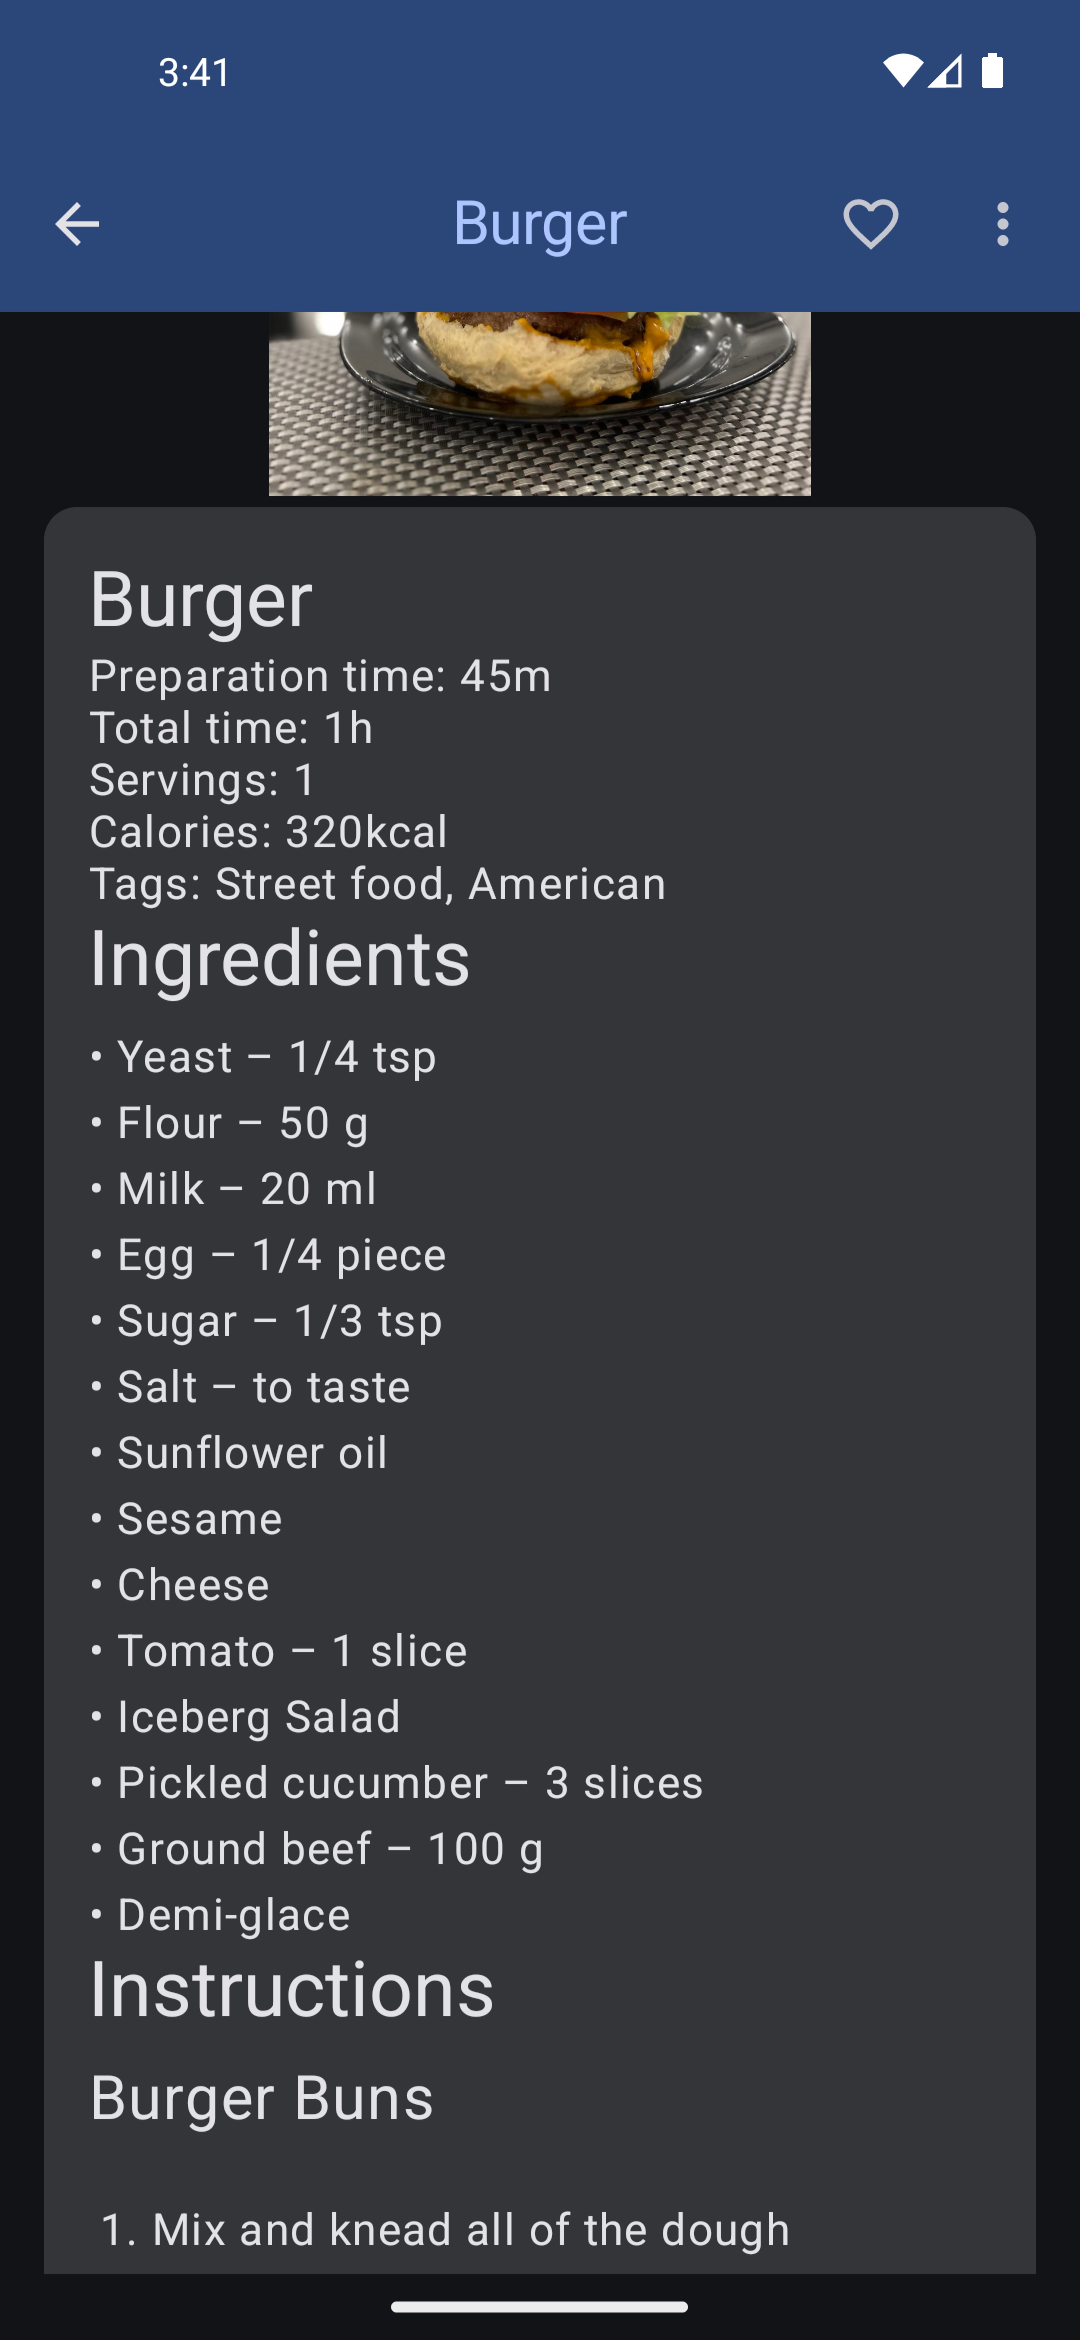 3:41
Burger
Burger
Preparation time: 45m
Total time: 1h
Servings: 1
Calories: 320kcal
Tags: Street food, American
Ingredients
• Yeast – 1/4 tsp
• Flour – 50 g
• Milk – 20 ml
• Egg – 1/4 piece
• Sugar – 1/3 tsp
• Salt – to taste
• Sunflower oil
• Sesame
• Cheese
• Tomato – 1 slice
• Iceberg Salad
• Pickled cucumber – 3 slices
• Ground beef – 100 g
• Demi-glace
Instructions
Burger Buns
1. Mix and knead all of the dough